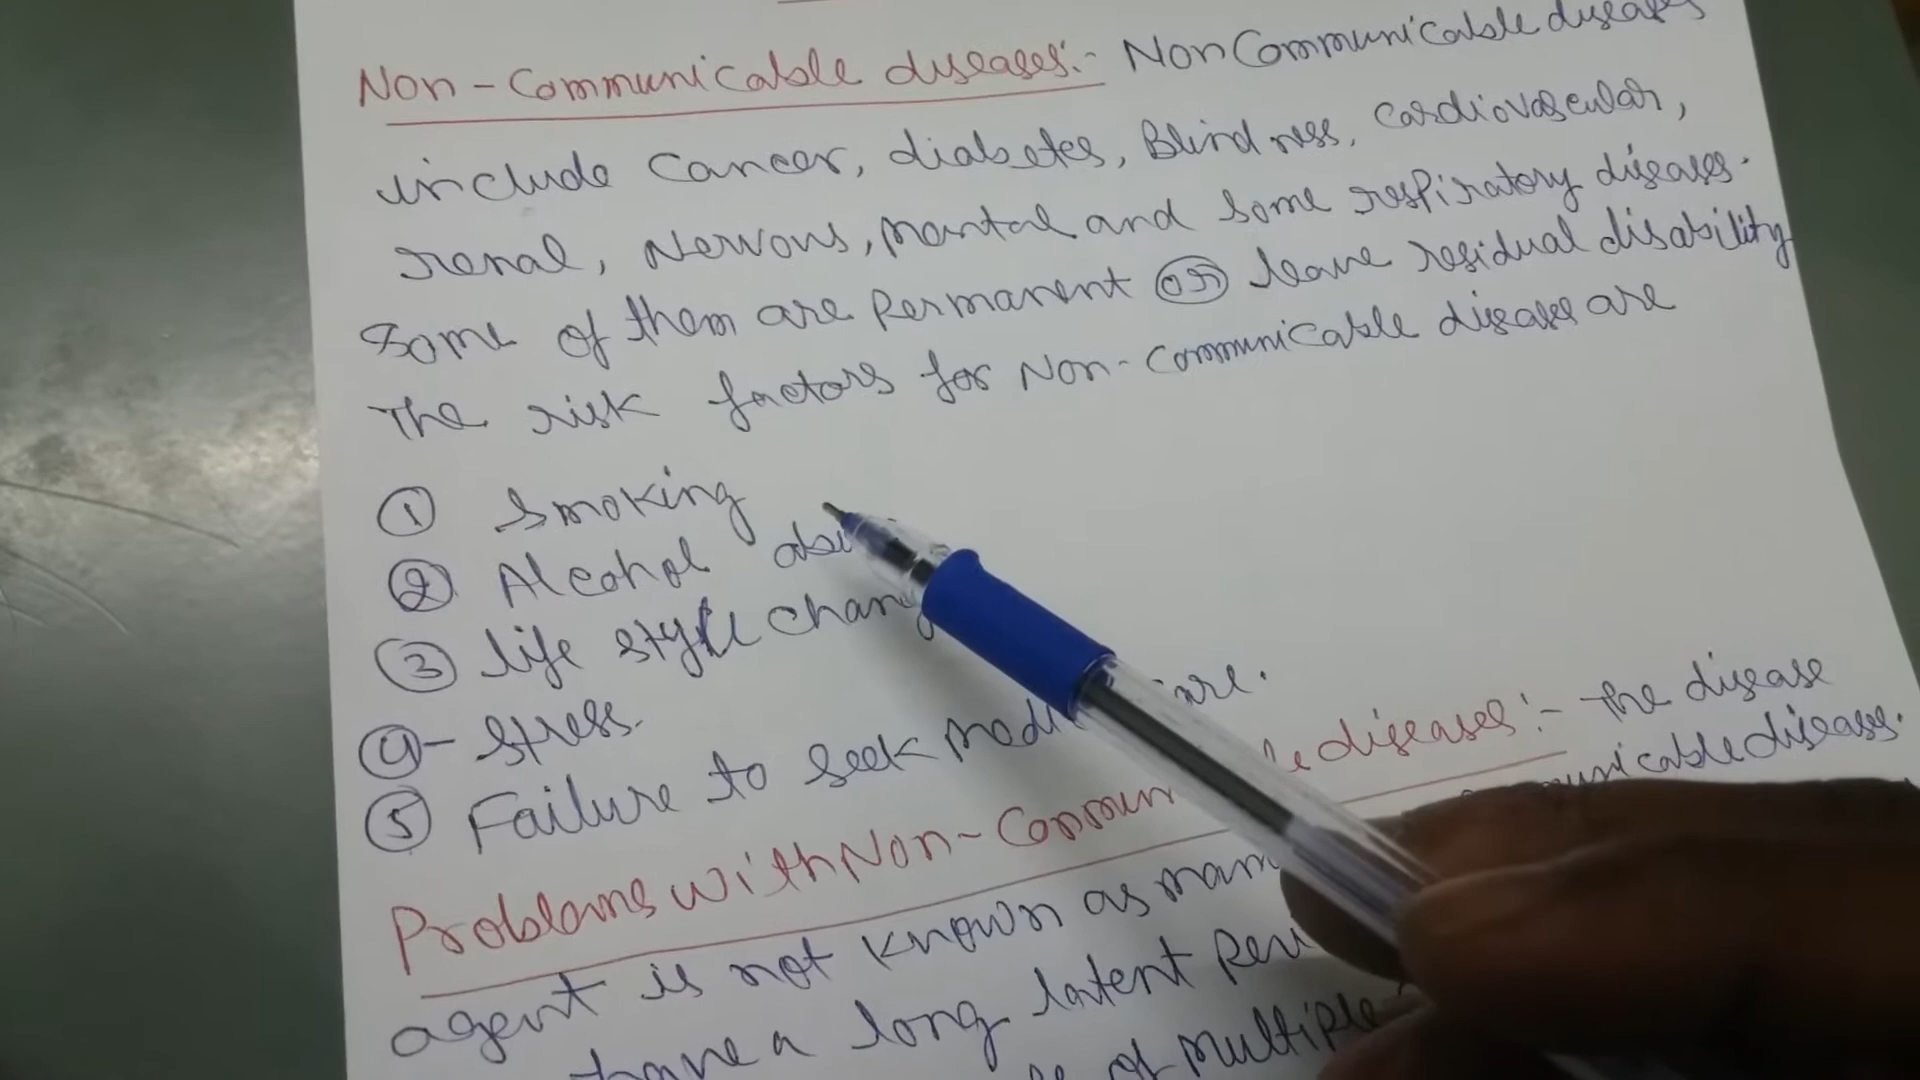 Non-Communicable diseases:- NonCommunicable diseases
include Cancer, diabetes, Blindness, Cardiovascular,
renal, Nervous, mental and some respiratory diseases.
Some of them are Permanent or leave residual disability
The risk factors for Non-Communicable diseases are
① Smoking
② Alcohol
③ life style
④- Stress.
⑤ Failure to seek
Problems with Non- diseases:- The disease
agent is not known as
have a long latent
of multiple